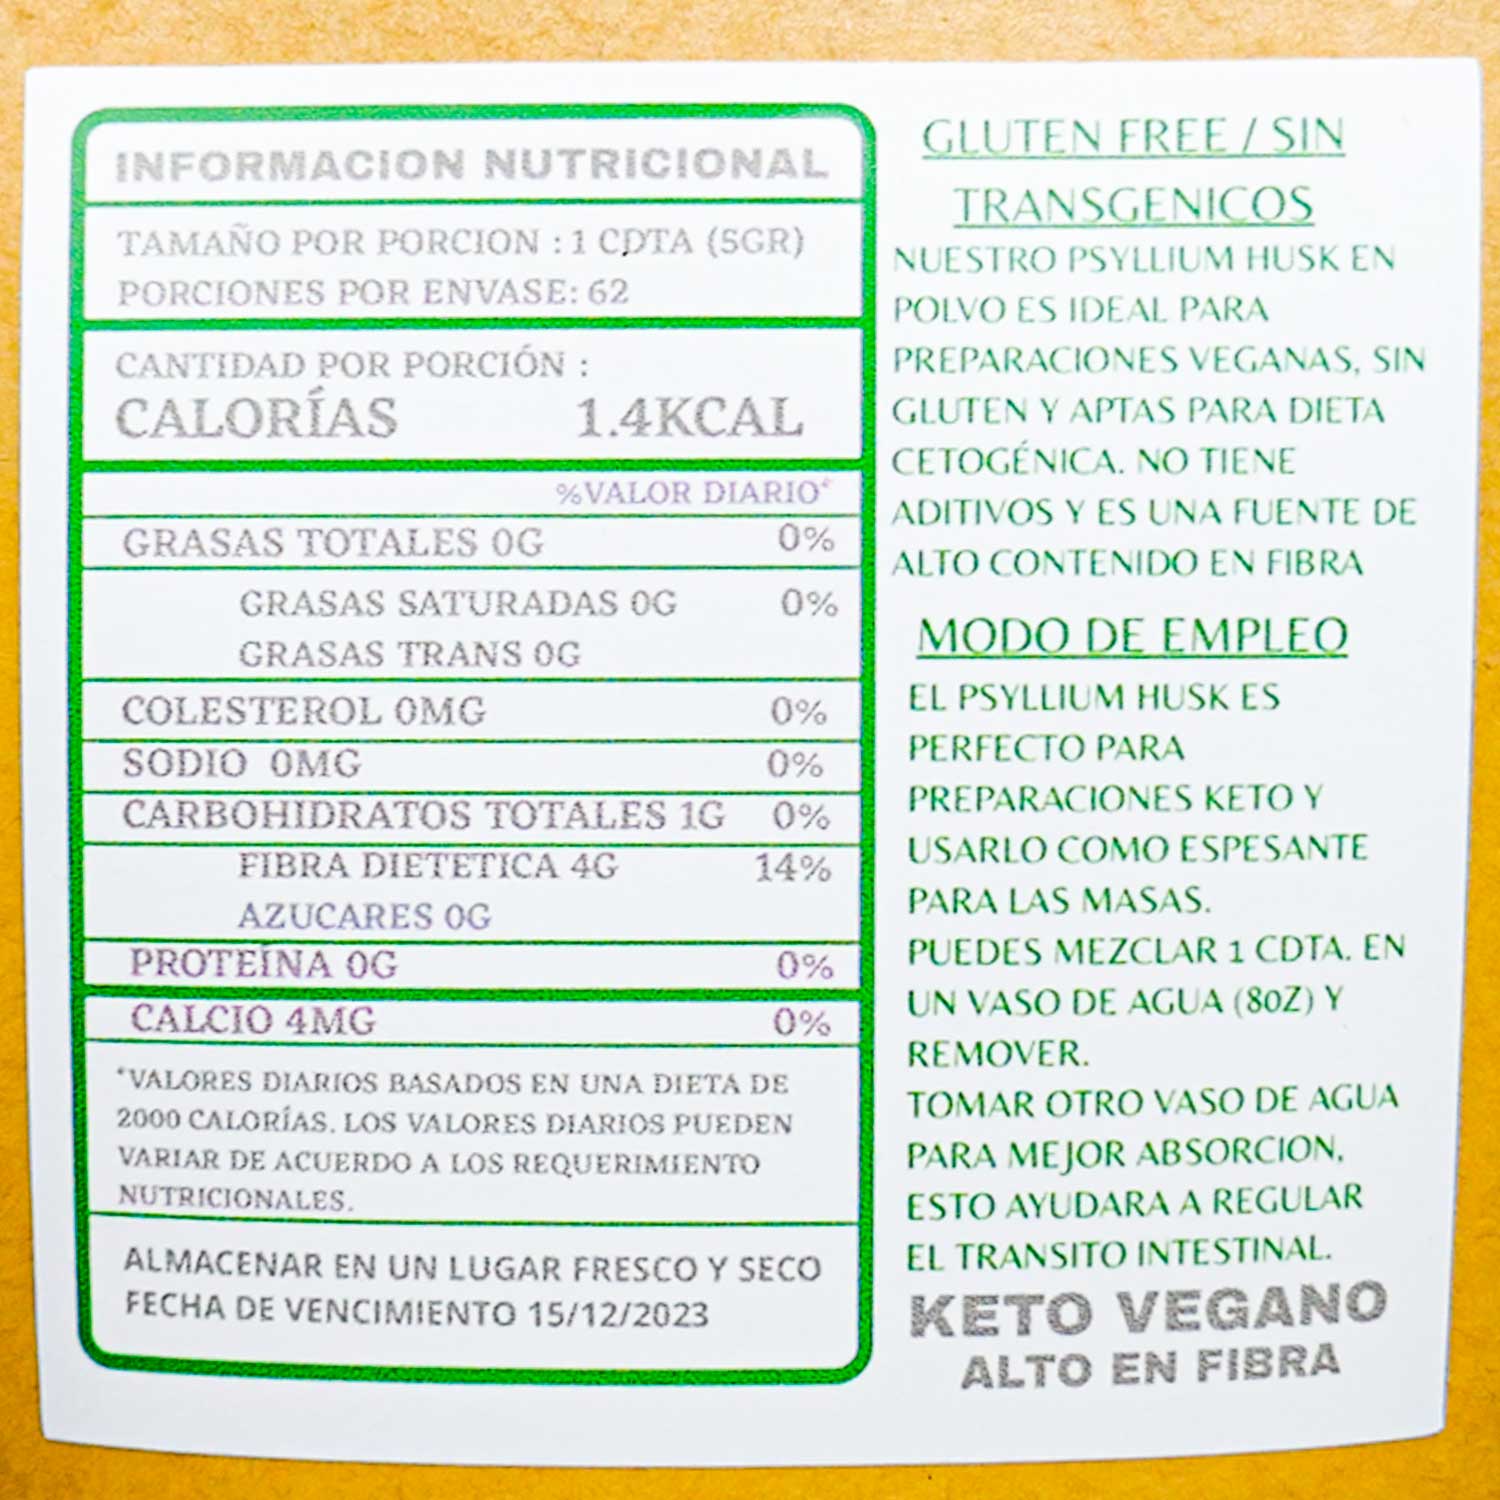 INFORMACION NUTRICIONAL
TAMAÑO POR PORCION : 1 CDTA (5GR)
PORCIONES POR ENVASE: 62
CANTIDAD POR PORCIÓN :
CALORÍAS 1.4KCAL
%VALOR DIARIO*
GRASAS TOTALES 0G 0%
GRASAS SATURADAS 0G 0%
GRASAS TRANS 0G
COLESTEROL 0MG 0%
SODIO 0MG 0%
CARBOHIDRATOS TOTALES 1G 0%
FIBRA DIETETICA 4G 14%
AZUCARES 0G
PROTEÍNA 0G 0%
CALCIO 4MG 0%
*VALORES DIARIOS BASADOS EN UNA DIETA DE
2000 CALORÍAS. LOS VALORES DIARIOS PUEDEN
VARIAR DE ACUERDO A LOS REQUERIMIENTO
NUTRICIONALES.
ALMACENAR EN UN LUGAR FRESCO Y SECO
FECHA DE VENCIMIENTO 15/12/2023
GLUTEN FREE / SIN
TRANSGENICOS
NUESTRO PSYLLIUM HUSK EN
POLVO ES IDEAL PARA
PREPARACIONES VEGANAS, SIN
GLUTEN Y APTAS PARA DIETA
CETOGÉNICA. NO TIENE
ADITIVOS Y ES UNA FUENTE DE
ALTO CONTENIDO EN FIBRA
MODO DE EMPLEO
EL PSYLLIUM HUSK ES
PERFECTO PARA
PREPARACIONES KETO Y
USARLO COMO ESPESANTE
PARA LAS MASAS.
PUEDES MEZCLAR 1 CDTA. EN
UN VASO DE AGUA (8OZ) Y
REMOVER.
TOMAR OTRO VASO DE AGUA
PARA MEJOR ABSORCION,
ESTO AYUDARA A REGULAR
EL TRANSITO INTESTINAL.
KETO VEGANO
ALTO EN FIBRA